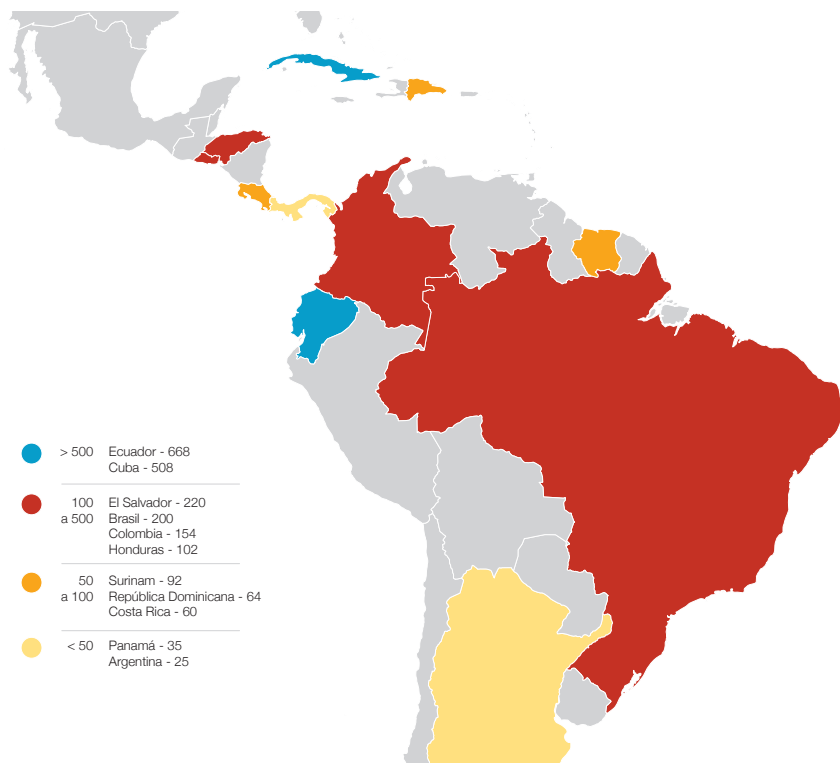 > 500 Ecuador - 668
Cuba - 508
100 El Salvador - 220
a 500 Brasil - 200
Colombia - 154
Honduras - 102
50 Surinam - 92
a 100 República Dominicana - 64
Costa Rica - 60
< 50 Panamá - 35
Argentina - 25